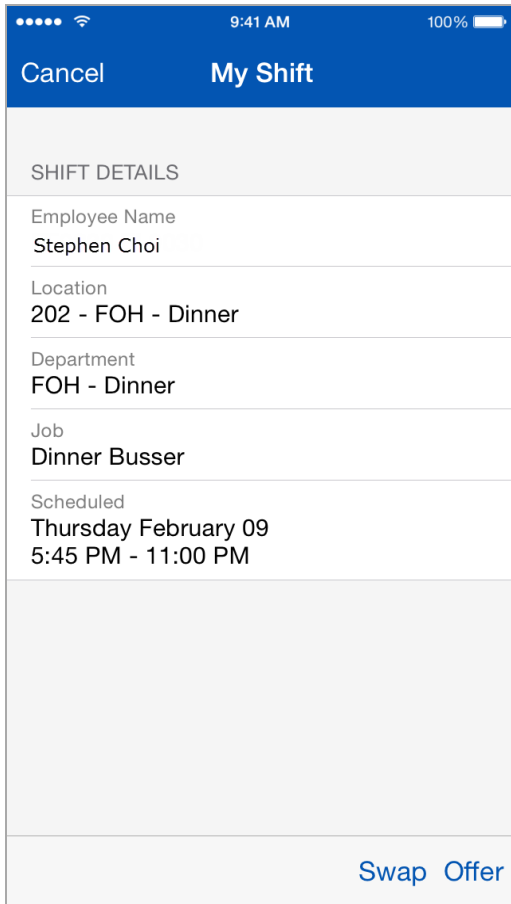 9:41 AM 100%
Cancel My Shift
SHIFT DETAILS
Employee Name
Stephen Choi
Location
202 - FOH - Dinner
Department
FOH - Dinner
Job
Dinner Busser
Scheduled
Thursday February 09
5:45 PM - 11:00 PM
Swap Offer